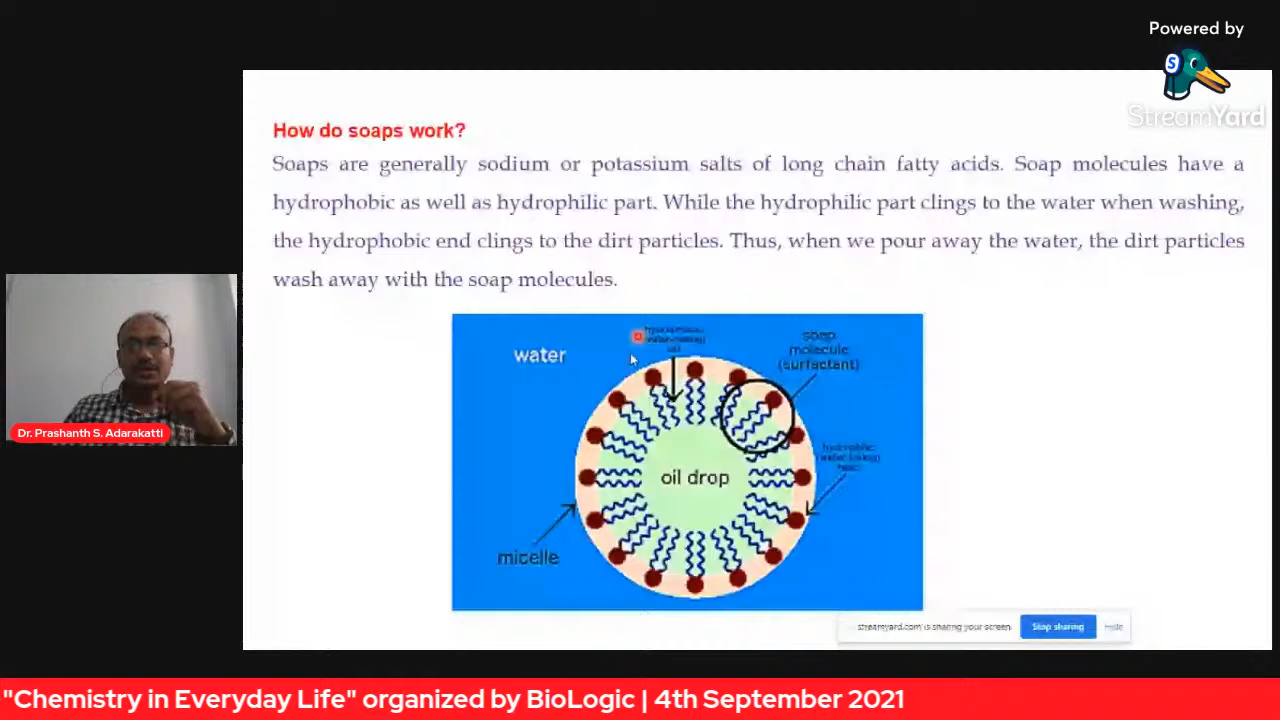 Powered by
StreamYard
How do soaps work?
Soaps are generally sodium or potassium salts of long chain fatty acids. Soap molecules have a
hydrophobic as well as hydrophilic part. While the hydrophilic part clings to the water when washing,
the hydrophobic end clings to the dirt particles. Thus, when we pour away the water, the dirt particles
wash away with the soap molecules.
water
soap
molecule
(surfactant)
oil drop
micelle
Dr. Prashanth S. Adarakatti
streamyard.com is sharing your screen.
Stop sharing
Hide
"Chemistry in Everyday Life" organized by BioLogic | 4th September 2021